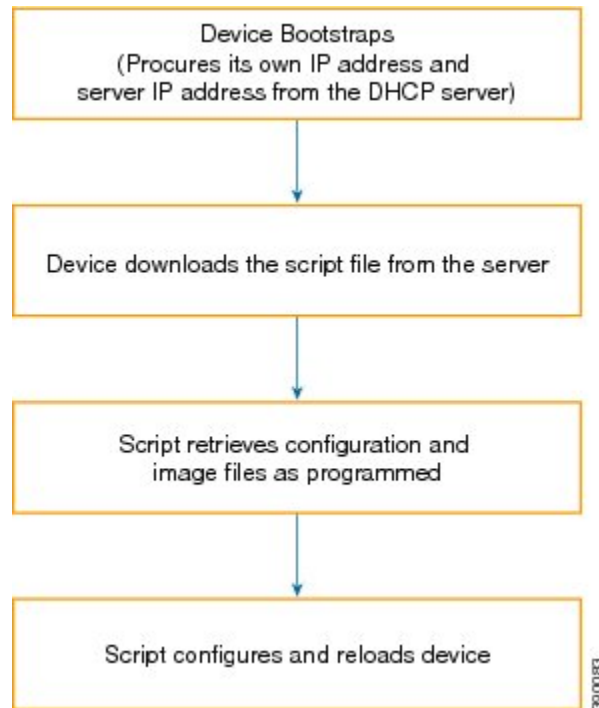 Device Bootstraps
(Procures its own IP address and
server IP address from the DHCP server)
Device downloads the script file from the server
Script retrieves configuration and
image files as programmed
Script configures and reloads device